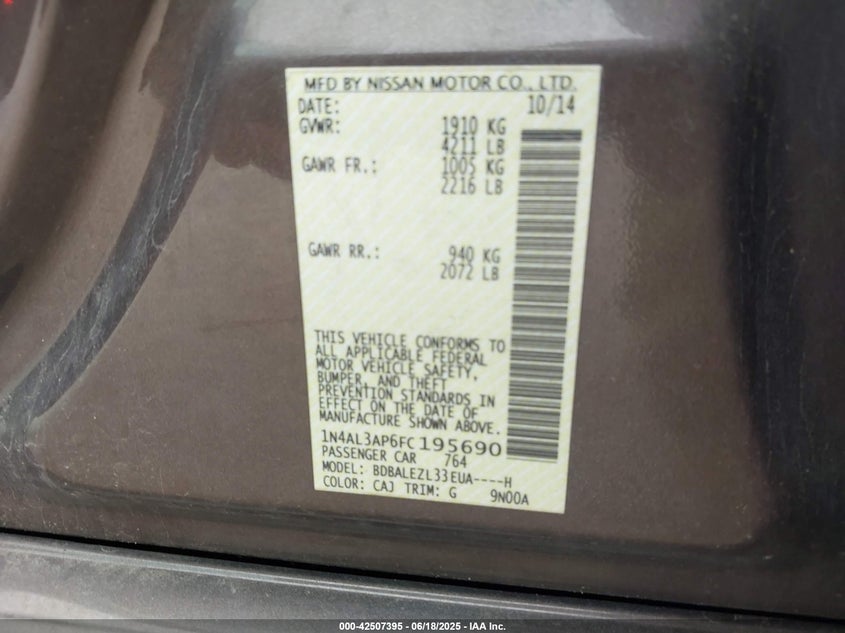 MFD BY NISSAN MOTOR CO., LTD.
DATE: 10/14
GVWR: 1910 KG
4211 LB
GAWR FR.: 1005 KG
2216 LB
GAWR RR.: 940 KG
2072 LB
THIS VEHICLE CONFORMS TO
ALL APPLICABLE FEDERAL
MOTOR VEHICLE SAFETY,
BUMPER, AND THEFT
PREVENTION STANDARDS IN
EFFECT ON THE DATE OF
MANUFACTURE SHOWN ABOVE.
1N4AL3AP6FC195690
PASSENGER CAR 764
MODEL: BDBALEZL33EUA----H
COLOR: CAJ TRIM: G 9N00A
000-42507395 - 06/18/2025 - IAA Inc.